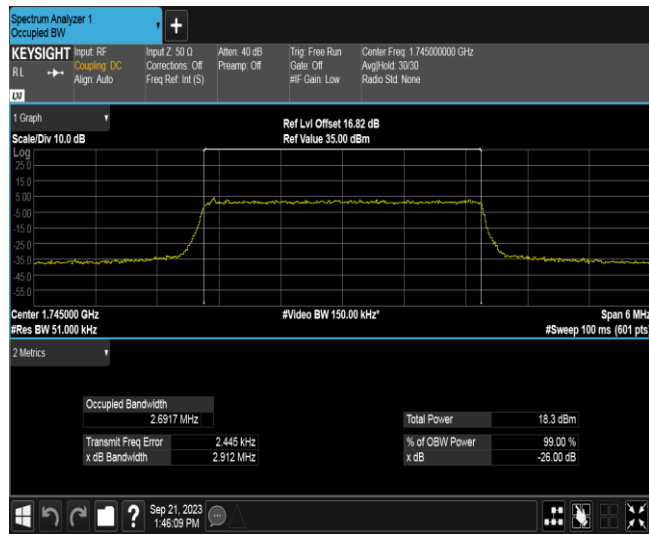 Spectrum Analyzer 1
Occupied BW
KEYSIGHT
RL
LXI
Input: RF
Coupling: DC
Align: Auto
Input Z: 50 Ω
Corrections: Off
Freq Ref: Int (S)
Atten: 40 dB
Preamp: Off
Trig: Free Run
Gate: Off
#IF Gain: Low
Center Freq: 1.745000000 GHz
Avg|Hold: 30/30
Radio Std: None
1 Graph
Scale/Div 10.0 dB
Ref Lvl Offset 16.82 dB
Ref Value 35.00 dBm
Log
25.0
15.0
5.00
-5.00
-15.0
-25.0
-35.0
-45.0
-55.0
Center 1.745000 GHz
#Res BW 51.000 kHz
#Video BW 150.00 kHz*
Span 6 MHz
#Sweep 100 ms (601 pts)
2 Metrics
Occupied Bandwidth
2.6917 MHz
Transmit Freq Error 2.445 kHz
x dB Bandwidth 2.912 MHz
Total Power 18.3 dBm
% of OBW Power 99.00 %
x dB -26.00 dB
?
Sep 21, 2023
1:46:09 PM